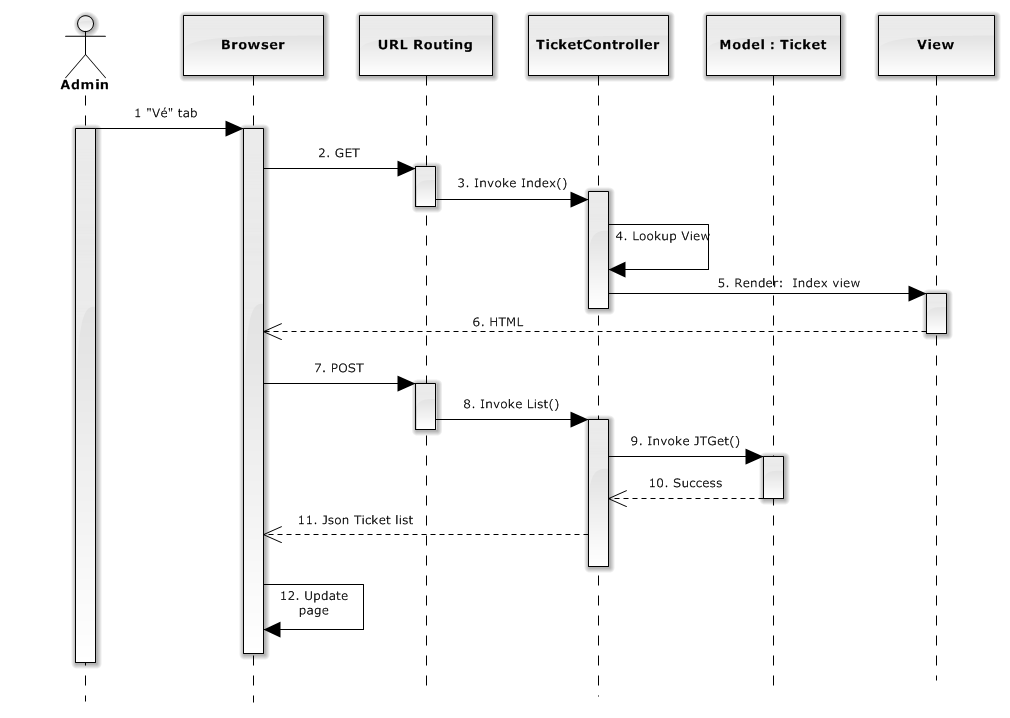 Admin
Browser
URL Routing
TicketController
Model : Ticket
View
1 "Vé" tab
2. GET
3. Invoke Index()
4. Lookup View
5. Render:  Index view
6. HTML
7. POST
8. Invoke List()
9. Invoke JTGet()
10. Success
11. Json Ticket list
12. Update
page